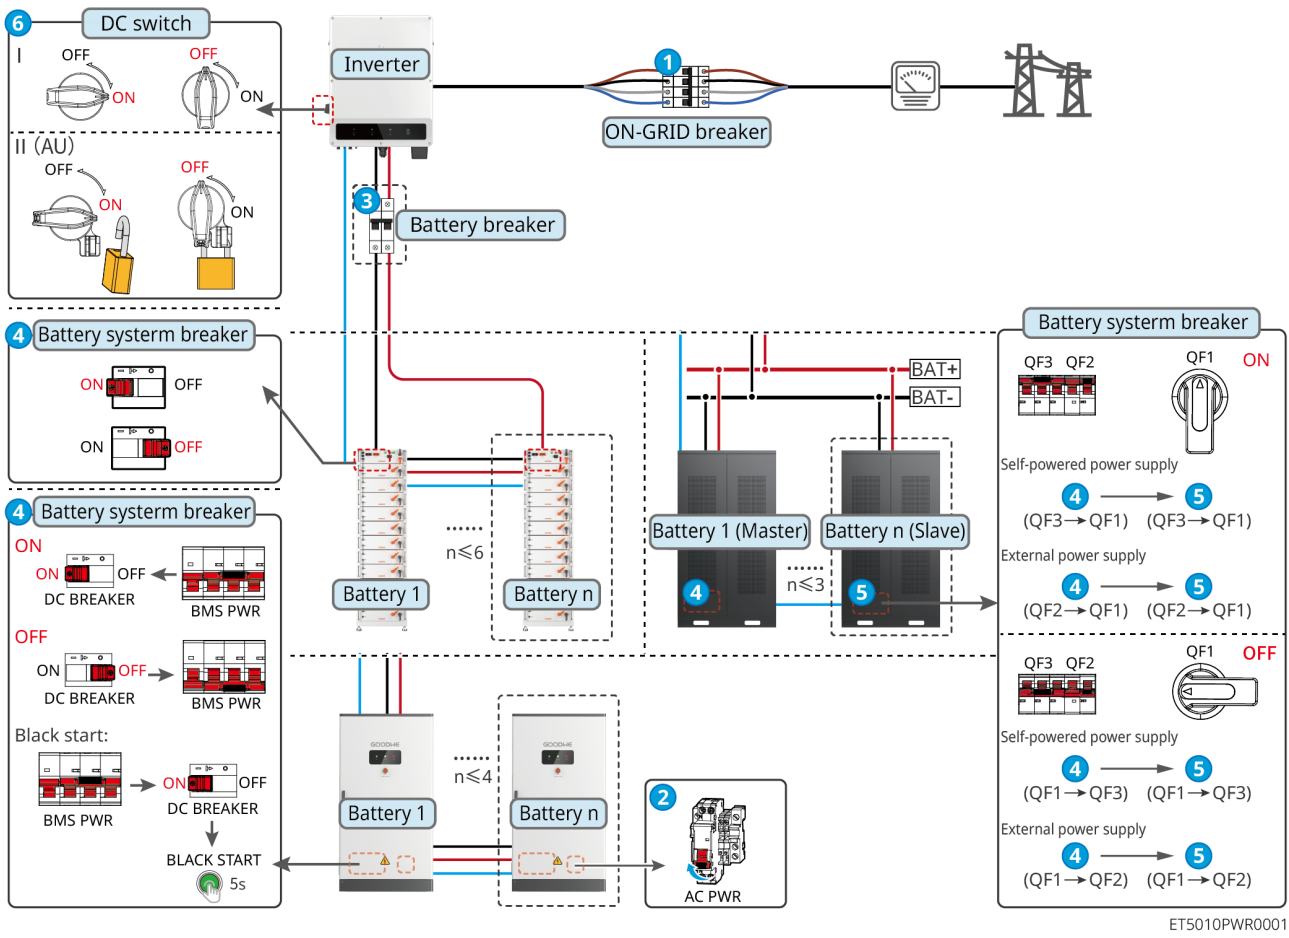 6
DC switch
I
OFF
ON
OFF
ON
II (AU)
OFF
ON
OFF
ON
Inverter
1
ON-GRID breaker
3
Battery breaker
4
Battery systerm breaker
ON
OFF
ON
OFF
4
Battery systerm breaker
ON
ON
OFF
DC BREAKER
BMS PWR
OFF
ON
OFF
DC BREAKER
BMS PWR
Black start:
BMS PWR
ON
OFF
DC BREAKER
BLACK START
5s
Battery 1
......
n≤6
Battery n
BAT+
BAT-
Battery 1 (Master)
4
......
n≤3
Battery n (Slave)
5
GOODWE
Battery 1
......
n≤4
GOODWE
Battery n
2
AC PWR
Battery systerm breaker
QF3 QF2
QF1
ON
Self-powered power supply
4 → 5
(QF3→QF1) (QF3→QF1)
External power supply
4 → 5
(QF2→QF1) (QF2→QF1)
QF3 QF2
QF1
OFF
Self-powered power supply
4 → 5
(QF1→QF3) (QF1→QF3)
External power supply
4 → 5
(QF1→QF2) (QF1→QF2)
ET5010PWR0001